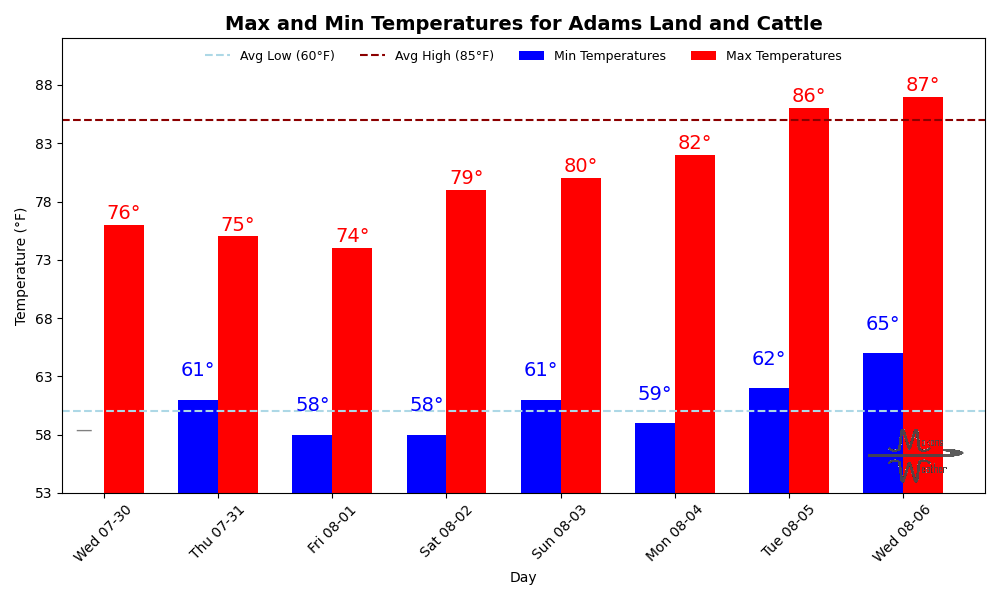 Max and Min Temperatures for Adams Land and Cattle
Avg Low (60°F) Avg High (85°F) Min Temperatures Max Temperatures
88
83
78
73
68
63
58
53
Temperature (°F)
76° 75° 74° 79° 80° 82° 86° 87°
61° 58° 58° 61° 59° 62° 65°
—
Wed 07-30 Thu 07-31 Fri 08-01 Sat 08-02 Sun 08-03 Mon 08-04 Tue 08-05 Wed 08-06
Day